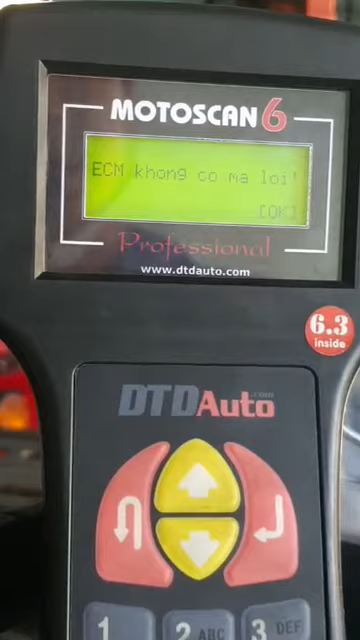 MOTOSCAN6
ECM khong co ma loi!
[OK]
Professional
www.dtdauto.com
6.3
inside
DTDAuto
.com
1
2 ABC
3 DEF